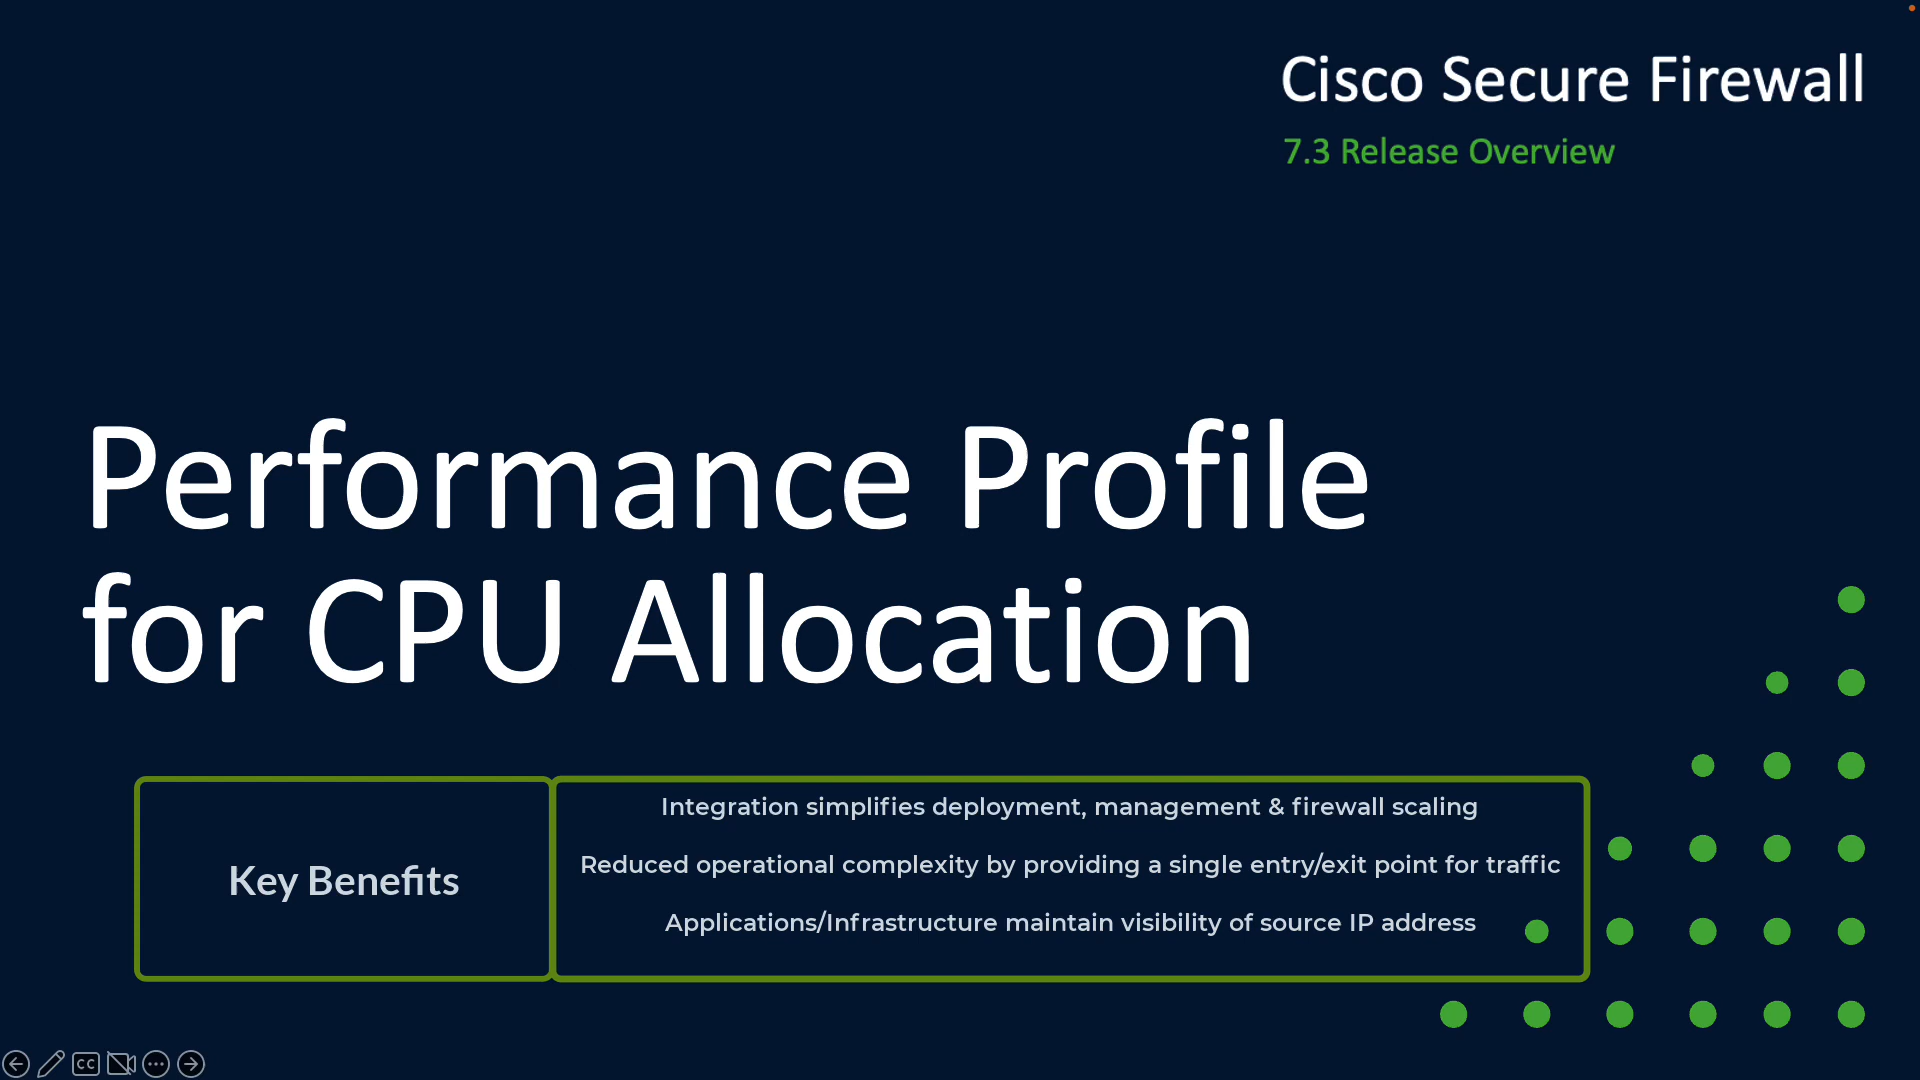 Cisco Secure Firewall
7.3 Release Overview
Performance Profile
for CPU Allocation
Key Benefits
Integration simplifies deployment, management & firewall scaling
Reduced operational complexity by providing a single entry/exit point for traffic
Applications/Infrastructure maintain visibility of source IP address
CC